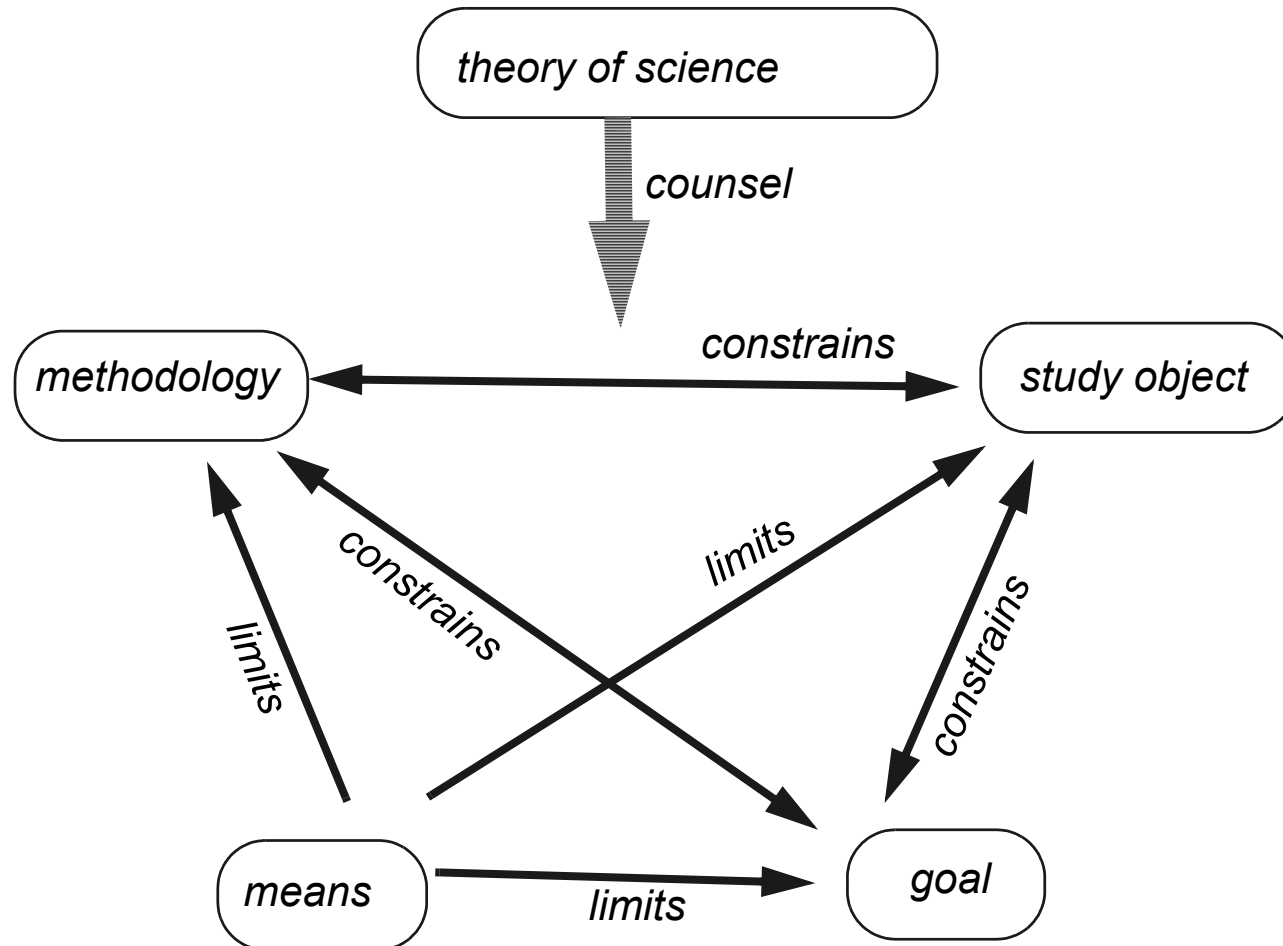 theory of science
counsel
constrains
methodology
study object
limits
constrains
limits
constrains
means
limits
goal